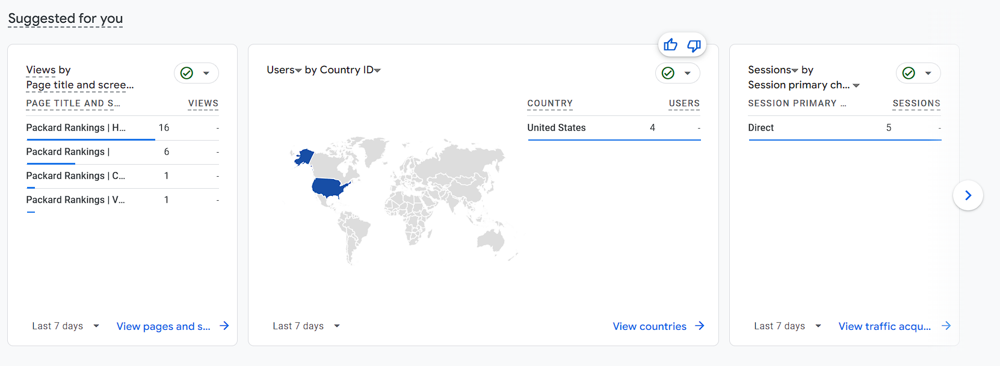 Suggested for you
Views by
Page title and scree...
PAGE TITLE AND S...
VIEWS
Packard Rankings | H...
16
-
Packard Rankings |
6
-
Packard Rankings | C...
1
-
Packard Rankings | V...
1
-
Last 7 days
View pages and s...
Users by Country ID
COUNTRY
USERS
United States
4
-
Last 7 days
View countries
Sessions by
Session primary ch...
SESSION PRIMARY ...
SESSIONS
Direct
5
-
Last 7 days
View traffic acqu...